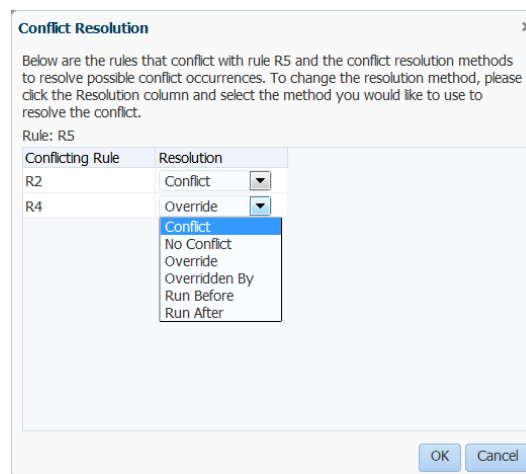 Conflict Resolution
Below are the rules that conflict with rule R5 and the conflict resolution methods
to resolve possible conflict occurrences. To change the resolution method, please
click the Resolution column and select the method you would like to use to
resolve the conflict.
Rule: R5
Conflicting Rule Resolution
R2 Conflict
R4 Override
Conflict
No Conflict
Override
Overridden By
Run Before
Run After
OK Cancel